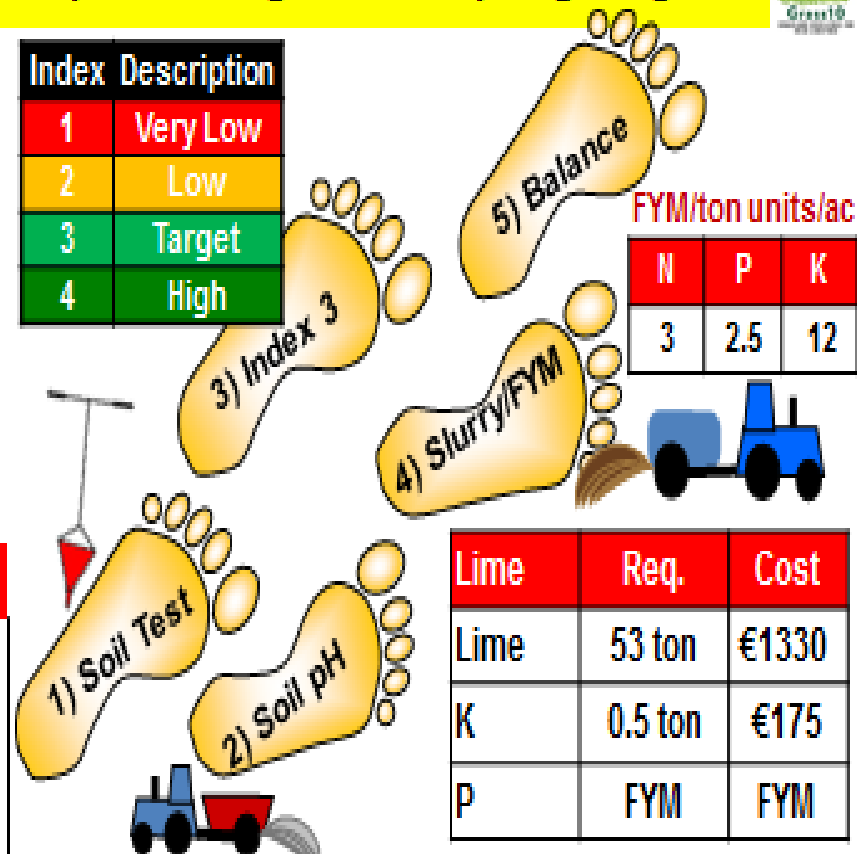 Grass10
Index Description
1 Very Low
2 Low
3 Target
4 High
5) Balance
FYM/ton units/ac
N P K
3 2.5 12
3) Index 3
4) Slurry/FYM
1) Soil Test
2) Soil pH
Lime Req. Cost
Lime 53 ton €1330
K 0.5 ton €175
P FYM FYM